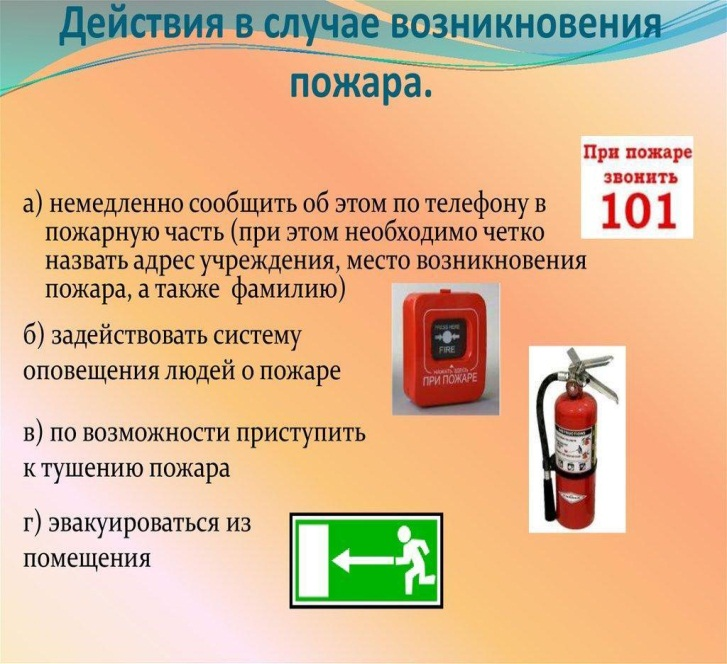 Действия в случае возникновения
пожара.
При пожаре
звонить
101
а) немедленно сообщить об этом по телефону в
пожарную часть (при этом необходимо четко
назвать адрес учреждения, место возникновения
пожара, а также фамилию)
б) задействовать систему
оповещения людей о пожаре
PRESS HERE
FIRE
НАЖАТЬ ЗДЕСЬ
ПРИ ПОЖАРЕ
в) по возможности приступить
к тушению пожара
г) эвакуироваться из
помещения